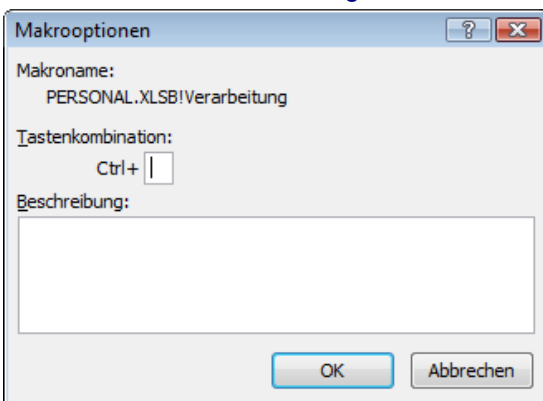 Makrooptionen
Makroname:
PERSONAL.XLSB!Verarbeitung
Tastenkombination:
Ctrl+
Beschreibung:
OK
Abbrechen